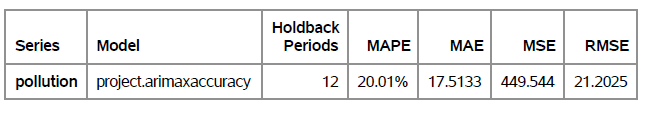 Series Model Holdback Periods MAPE MAE MSE RMSE
pollution project.arimaxaccuracy 12 20.01% 17.5133 449.544 21.2025